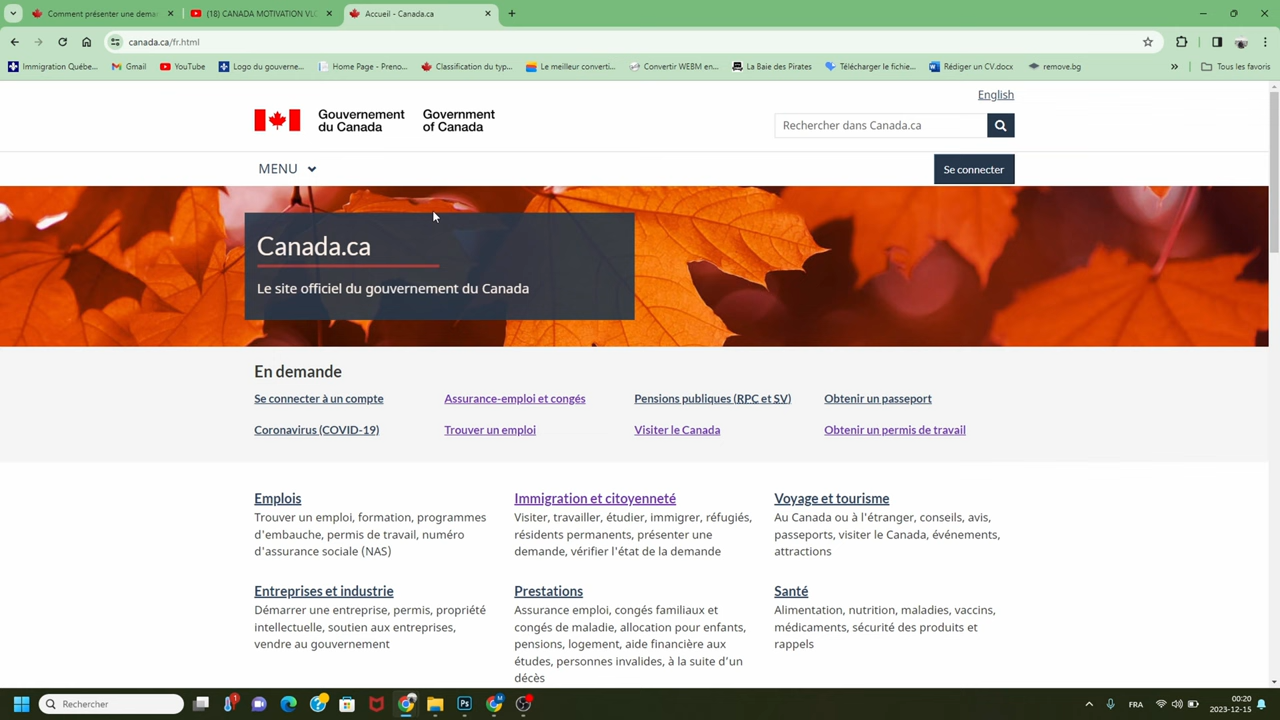 Comment présenter une dema
(18) CANADA MOTIVATION VLO
Accueil - Canada.ca
canada.ca/fr.html
Immigration Québe...
Gmail
YouTube
Logo du gouverne...
Home Page - Preno...
Classification du typ...
Le meilleur converti...
Convertir WEBM en...
La Baie des Pirates
Télécharger le fichie...
Rédiger un CV.docx
remove.bg
Tous les favoris
English
Gouvernement
du Canada
Government
of Canada
Rechercher dans Canada.ca
MENU
Se connecter
Canada.ca
Le site officiel du gouvernement du Canada
En demande
Se connecter à un compte
Assurance-emploi et congés
Pensions publiques (RPC et SV)
Obtenir un passeport
Coronavirus (COVID-19)
Trouver un emploi
Visiter le Canada
Obtenir un permis de travail
Emplois
Trouver un emploi, formation, programmes
d'embauche, permis de travail, numéro
d'assurance sociale (NAS)
Immigration et citoyenneté
Visiter, travailler, étudier, immigrer, réfugiés,
résidents permanents, présenter une
demande, vérifier l'état de la demande
Voyage et tourisme
Au Canada ou à l'étranger, conseils, avis,
passeports, visiter le Canada, événements,
attractions
Entreprises et industrie
Démarrer une entreprise, permis, propriété
intellectuelle, soutien aux entreprises,
vendre au gouvernement
Prestations
Assurance emploi, congés familiaux et
congés de maladie, allocation pour enfants,
pensions, logement, aide financière aux
études, personnes invalides, à la suite d'un
décès
Santé
Alimentation, nutrition, maladies, vaccins,
médicaments, sécurité des produits et
rappels
Rechercher
1
FRA
00:20
2023-12-15